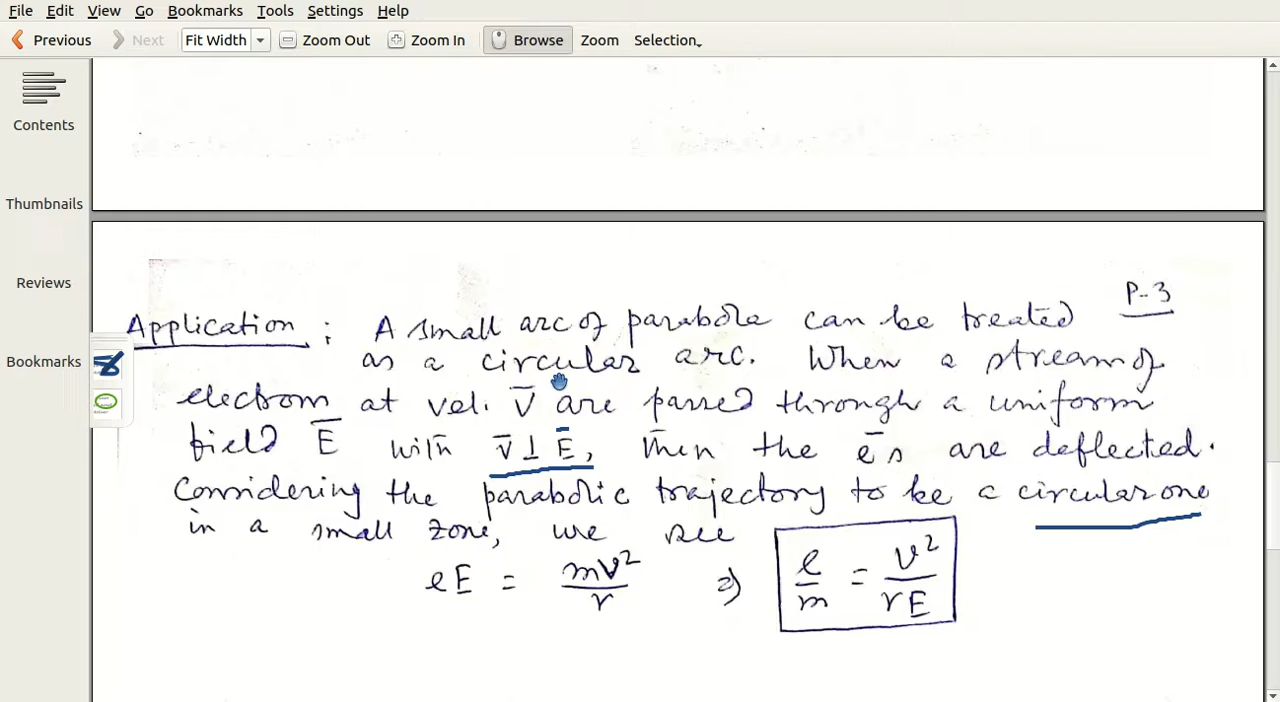 File Edit View Go Bookmarks Tools Settings Help
Previous Next Fit Width Zoom Out Zoom In Browse Zoom Selection
Contents
Thumbnails
Reviews
Bookmarks
P-3
Application : A small arc of parabola can be treated
as a circular arc. When a stream of
electrom at vel. V̄ are passed through a uniform
field Ē with v̄ ⊥ Ē, then the ēs are deflected.
Considering the parabolic trajectory to be a circular one
in a small zone, we see
eE = mv²/r ⇒ e/m = v²/rE